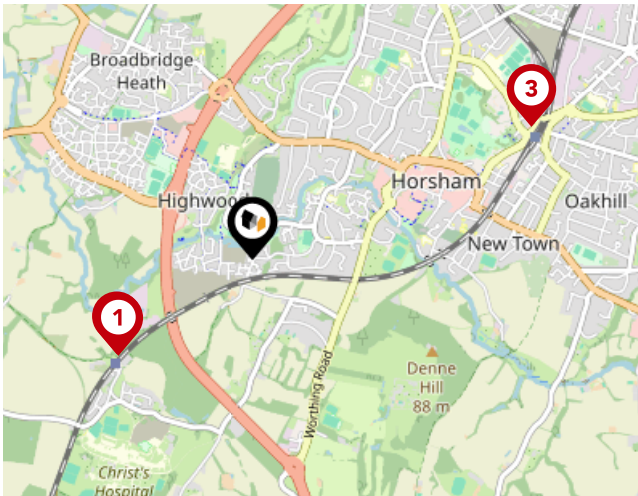 Broadbridge
Heath
3
Horsham
Highwood
Oakhill
New Town
1
Worthing Road
Denne
Hill
88 m
Christ's
Hospital